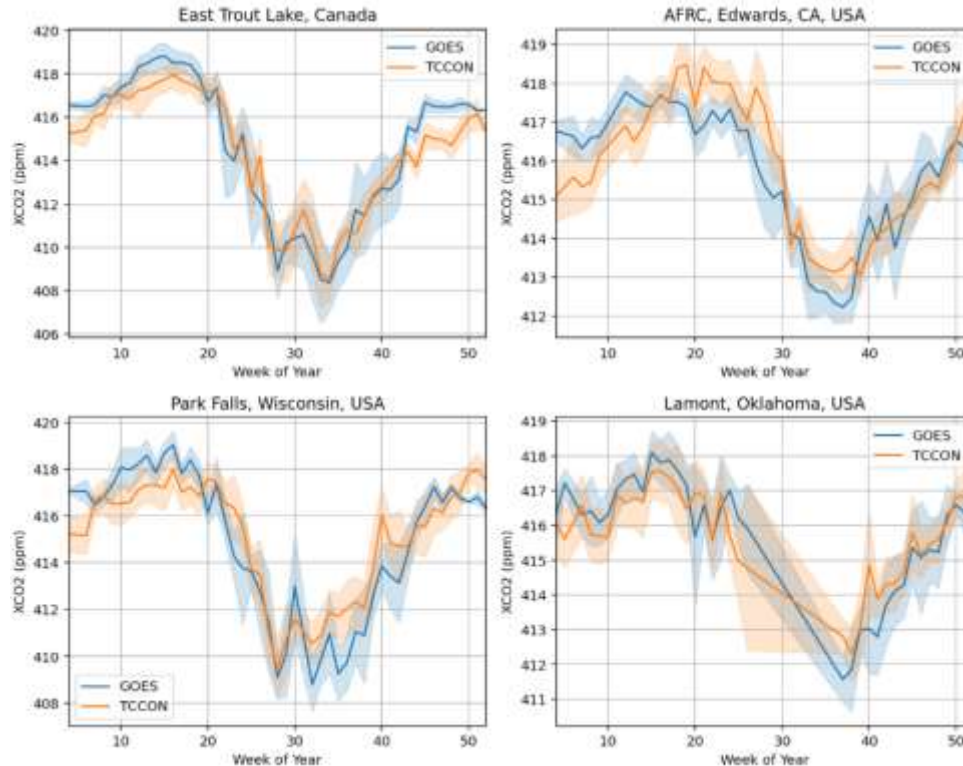 East Trout Lake, Canada
420
418
416
414
412
410
408
406
XCO2 (ppm)
GOES
TCCON
10
20
30
40
50
Week of Year
AFRC, Edwards, CA, USA
419
418
417
416
415
414
413
412
XCO2 (ppm)
GOES
TCCON
10
20
30
40
50
Week of Year
Park Falls, Wisconsin, USA
420
418
416
414
412
410
408
XCO2 (ppm)
GOES
TCCON
10
20
30
40
50
Week of Year
Lamont, Oklahoma, USA
419
418
417
416
415
414
413
412
411
XCO2 (ppm)
GOES
TCCON
10
20
30
40
50
Week of Year